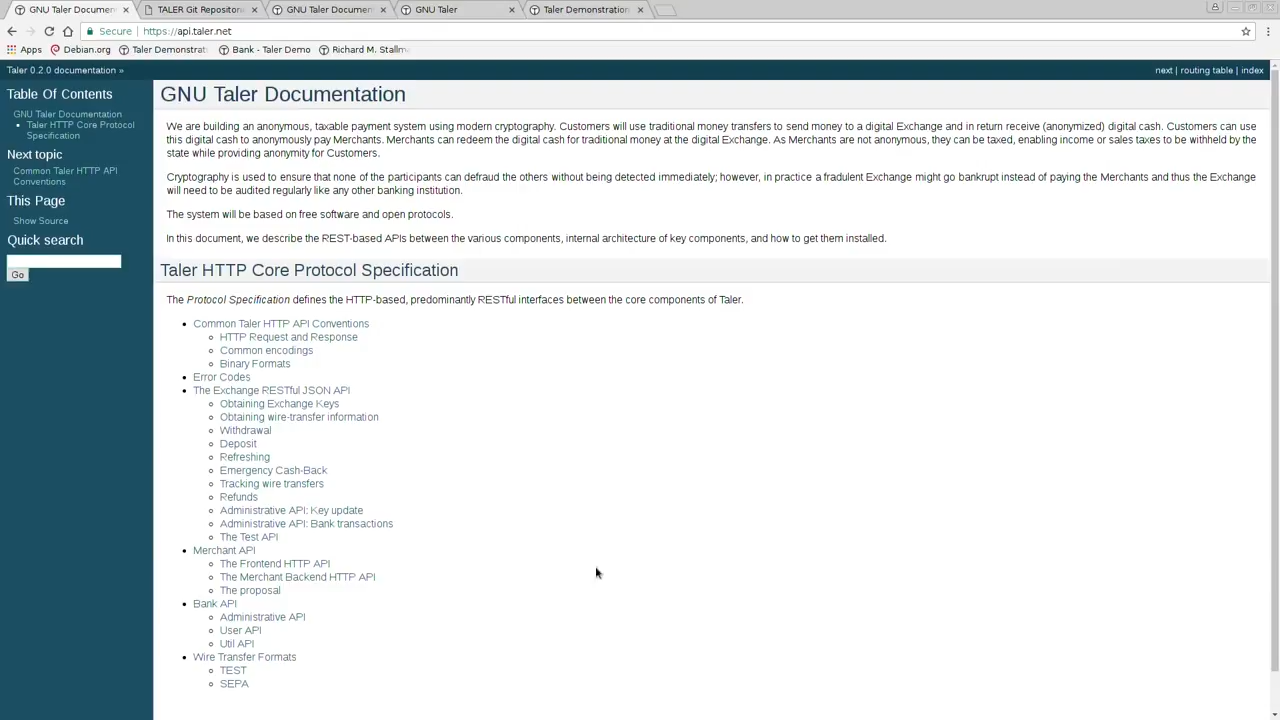 GNU Taler Documen
TALER Git Repositor
GNU Taler Documen
GNU Taler
Taler Demonstration
Secure | https://api.taler.net
Apps
Debian.org
Taler Demonstrat
Bank - Taler Demo
Richard M. Stallma
Taler 0.2.0 documentation »
next | routing table | index
Table Of Contents
GNU Taler Documentation
Taler HTTP Core Protocol
Specification
Next topic
Common Taler HTTP API
Conventions
This Page
Show Source
Quick search
Go
GNU Taler Documentation
We are building an anonymous, taxable payment system using modern cryptography. Customers will use traditional money transfers to send money to a digital Exchange and in return receive (anonymized) digital cash. Customers can use
this digital cash to anonymously pay Merchants. Merchants can redeem the digital cash for traditional money at the digital Exchange. As Merchants are not anonymous, they can be taxed, enabling income or sales taxes to be withheld by the
state while providing anonymity for Customers.
Cryptography is used to ensure that none of the participants can defraud the others without being detected immediately; however, in practice a fradulent Exchange might go bankrupt instead of paying the Merchants and thus the Exchange
will need to be audited regularly like any other banking institution.
The system will be based on free software and open protocols.
In this document, we describe the REST-based APIs between the various components, internal architecture of key components, and how to get them installed.
Taler HTTP Core Protocol Specification
The Protocol Specification defines the HTTP-based, predominantly RESTful interfaces between the core components of Taler.
Common Taler HTTP API Conventions
HTTP Request and Response
Common encodings
Binary Formats
Error Codes
The Exchange RESTful JSON API
Obtaining Exchange Keys
Obtaining wire-transfer information
Withdrawal
Deposit
Refreshing
Emergency Cash-Back
Tracking wire transfers
Refunds
Administrative API: Key update
Administrative API: Bank transactions
The Test API
Merchant API
The Frontend HTTP API
The Merchant Backend HTTP API
The proposal
Bank API
Administrative API
User API
Util API
Wire Transfer Formats
TEST
SEPA